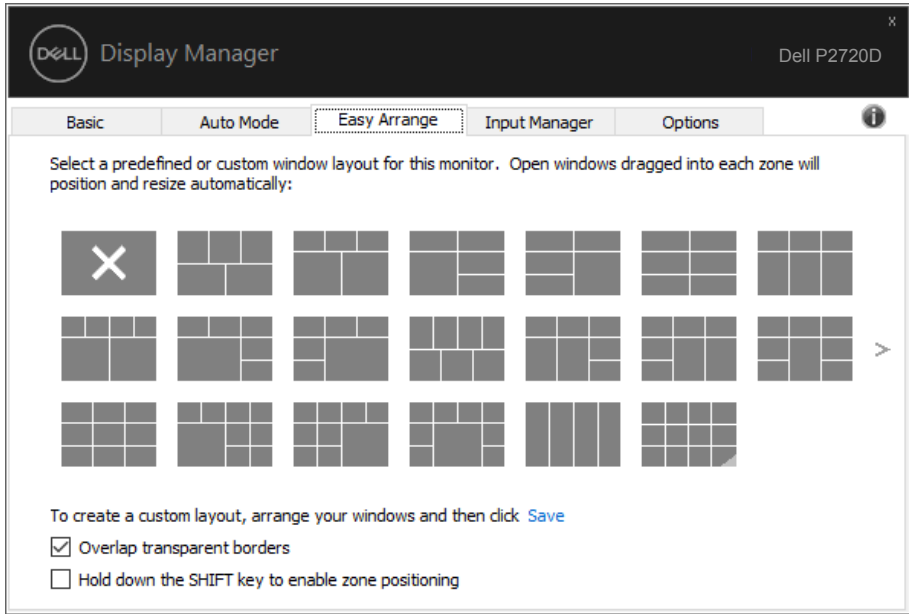 X
DELL Display Manager
Dell P2720D
Basic Auto Mode Easy Arrange Input Manager Options
Select a predefined or custom window layout for this monitor. Open windows dragged into each zone will
position and resize automatically:
>
To create a custom layout, arrange your windows and then click Save
Overlap transparent borders
Hold down the SHIFT key to enable zone positioning